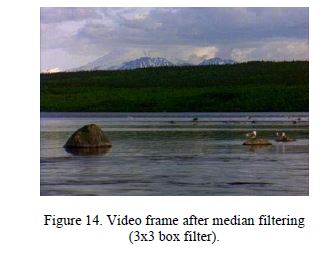 Figure 14. Video frame after median filtering
(3x3 box filter).